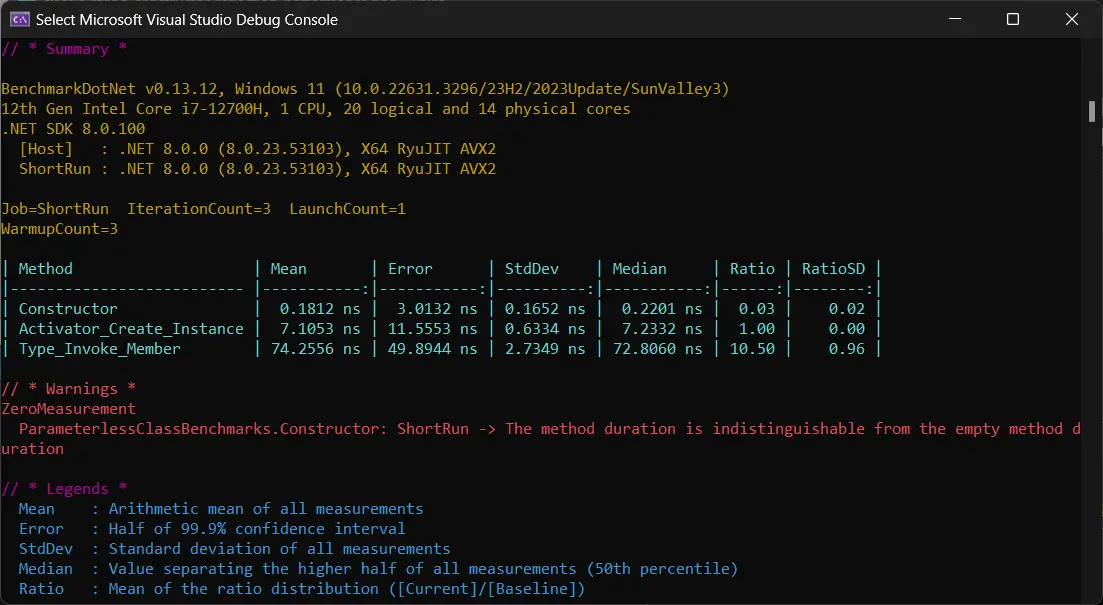 Select Microsoft Visual Studio Debug Console
// * Summary *
BenchmarkDotNet v0.13.12, Windows 11 (10.0.22631.3296/23H2/2023Update/SunValley3)
12th Gen Intel Core i7-12700H, 1 CPU, 20 logical and 14 physical cores
.NET SDK 8.0.100
  [Host]   : .NET 8.0.0 (8.0.23.53103), X64 RyuJIT AVX2
  ShortRun : .NET 8.0.0 (8.0.23.53103), X64 RyuJIT AVX2
Job=ShortRun  IterationCount=3  LaunchCount=1
WarmupCount=3
| Method                   | Mean       | Error      | StdDev    | Median     | Ratio | RatioSD |
|------------------------- |-----------:|-----------:|----------:|-----------:|------:|--------:|
| Constructor              |  0.1812 ns |  3.0132 ns | 0.1652 ns |  0.2201 ns |  0.03 |    0.02 |
| Activator_Create_Instance |  7.1053 ns | 11.5553 ns | 0.6334 ns |  7.2332 ns |  1.00 |    0.00 |
| Type_Invoke_Member       | 74.2556 ns | 49.8944 ns | 2.7349 ns | 72.8060 ns | 10.50 |    0.96 |
// * Warnings *
ZeroMeasurement
  ParameterlessClassBenchmarks.Constructor: ShortRun -> The method duration is indistinguishable from the empty method d
uration
// * Legends *
  Mean    : Arithmetic mean of all measurements
  Error   : Half of 99.9% confidence interval
  StdDev  : Standard deviation of all measurements
  Median  : Value separating the higher half of all measurements (50th percentile)
  Ratio   : Mean of the ratio distribution ([Current]/[Baseline])